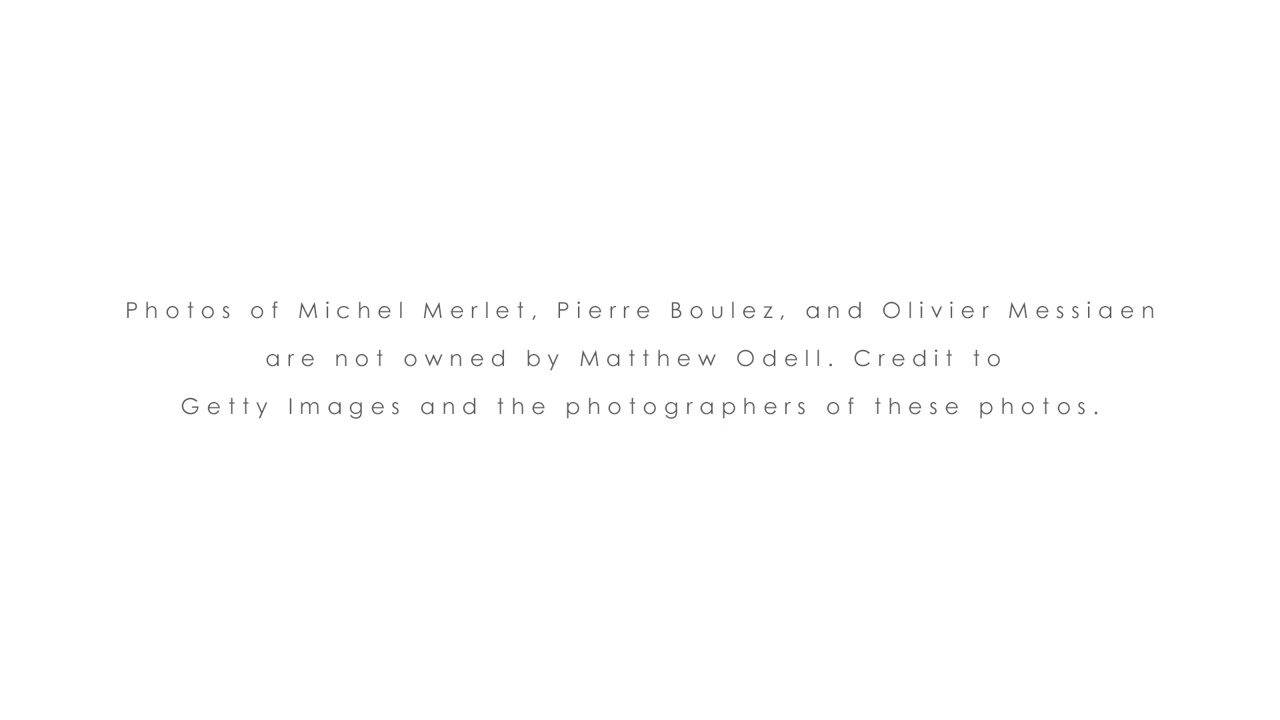 Photos of Michel Merlet, Pierre Boulez, and Olivier Messiaen
are not owned by Matthew Odell. Credit to
Getty Images and the photographers of these photos.